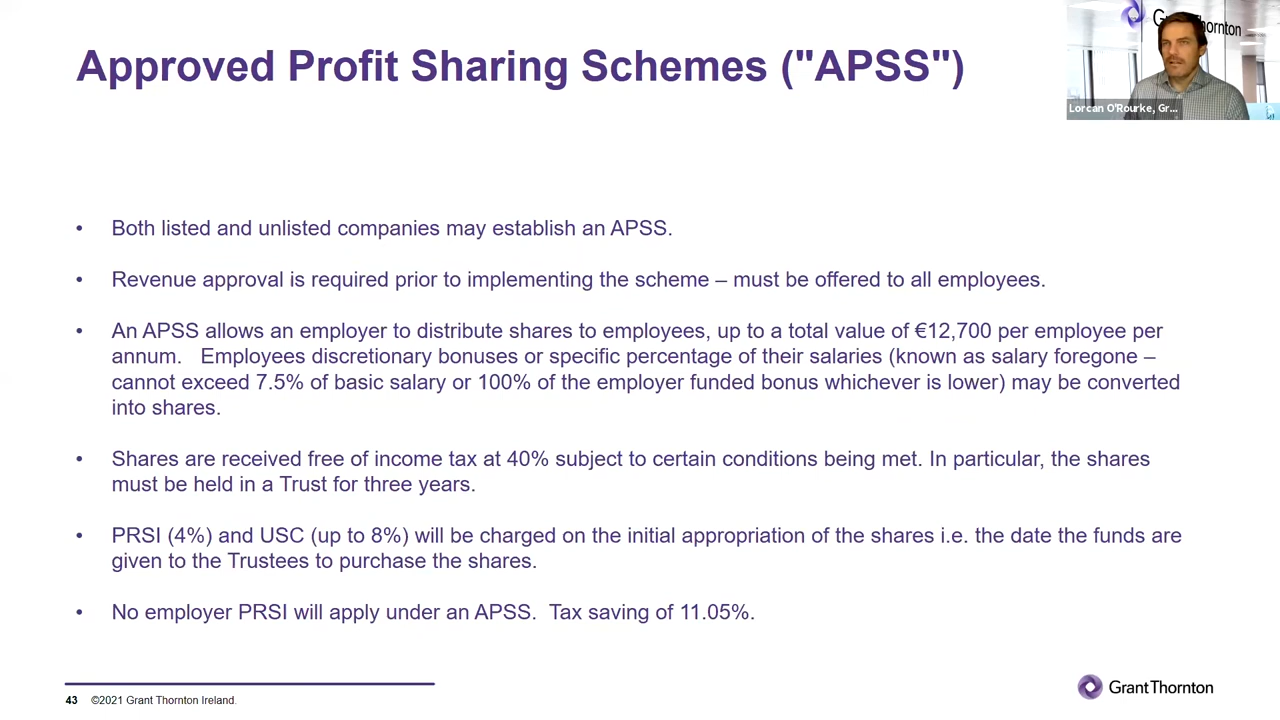 Approved Profit Sharing Schemes ("APSS")
Grant Thornton
Lorcan O'Rourke, Gr...
• Both listed and unlisted companies may establish an APSS.
• Revenue approval is required prior to implementing the scheme – must be offered to all employees.
• An APSS allows an employer to distribute shares to employees, up to a total value of €12,700 per employee per
annum. Employees discretionary bonuses or specific percentage of their salaries (known as salary foregone –
cannot exceed 7.5% of basic salary or 100% of the employer funded bonus whichever is lower) may be converted
into shares.
• Shares are received free of income tax at 40% subject to certain conditions being met. In particular, the shares
must be held in a Trust for three years.
• PRSI (4%) and USC (up to 8%) will be charged on the initial appropriation of the shares i.e. the date the funds are
given to the Trustees to purchase the shares.
• No employer PRSI will apply under an APSS. Tax saving of 11.05%.
43 ©2021 Grant Thornton Ireland.
Grant Thornton